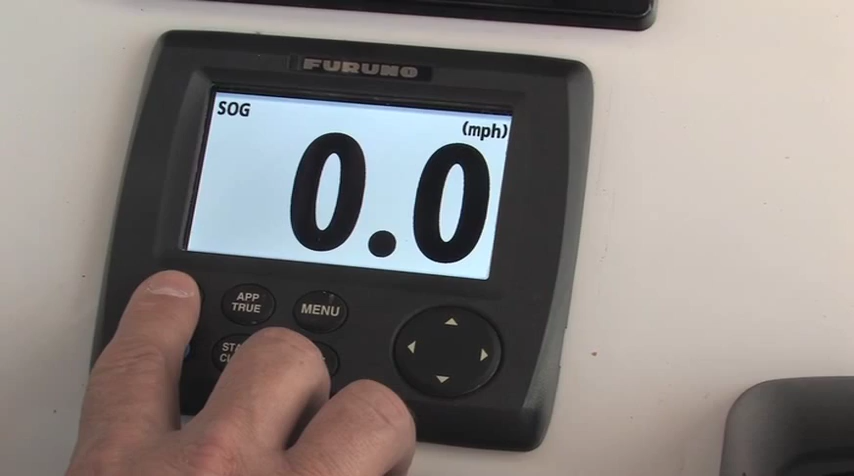 FURUNO
SOG
(mph)
0.0
APP
TRUE
MENU